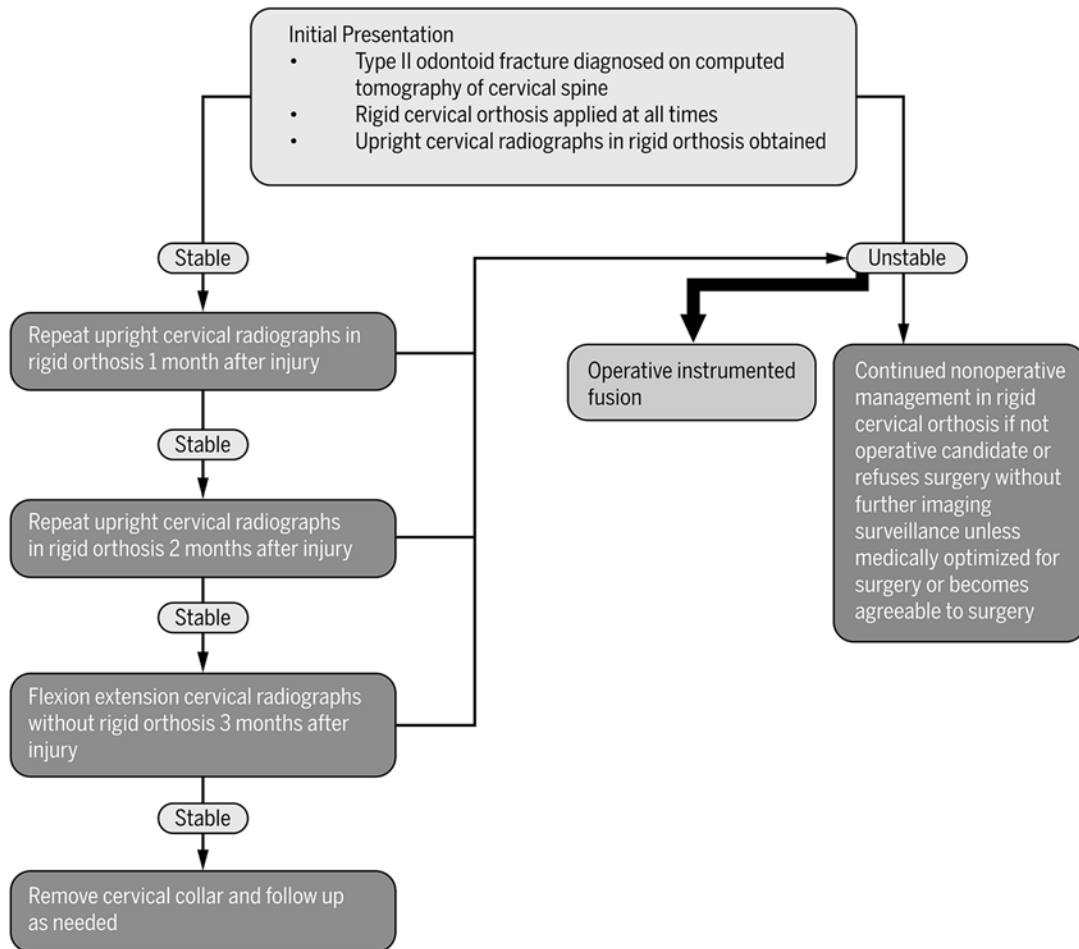 Initial Presentation
• Type II odontoid fracture diagnosed on computed
tomography of cervical spine
• Rigid cervical orthosis applied at all times
• Upright cervical radiographs in rigid orthosis obtained
Stable
Unstable
Repeat upright cervical radiographs in
rigid orthosis 1 month after injury
Operative instrumented
fusion
Continued nonoperative
management in rigid
cervical orthosis if not
operative candidate or
refuses surgery without
further imaging
surveillance unless
medically optimized for
surgery or becomes
agreeable to surgery
Stable
Repeat upright cervical radiographs
in rigid orthosis 2 months after injury
Stable
Flexion extension cervical radiographs
without rigid orthosis 3 months after
injury
Stable
Remove cervical collar and follow up
as needed